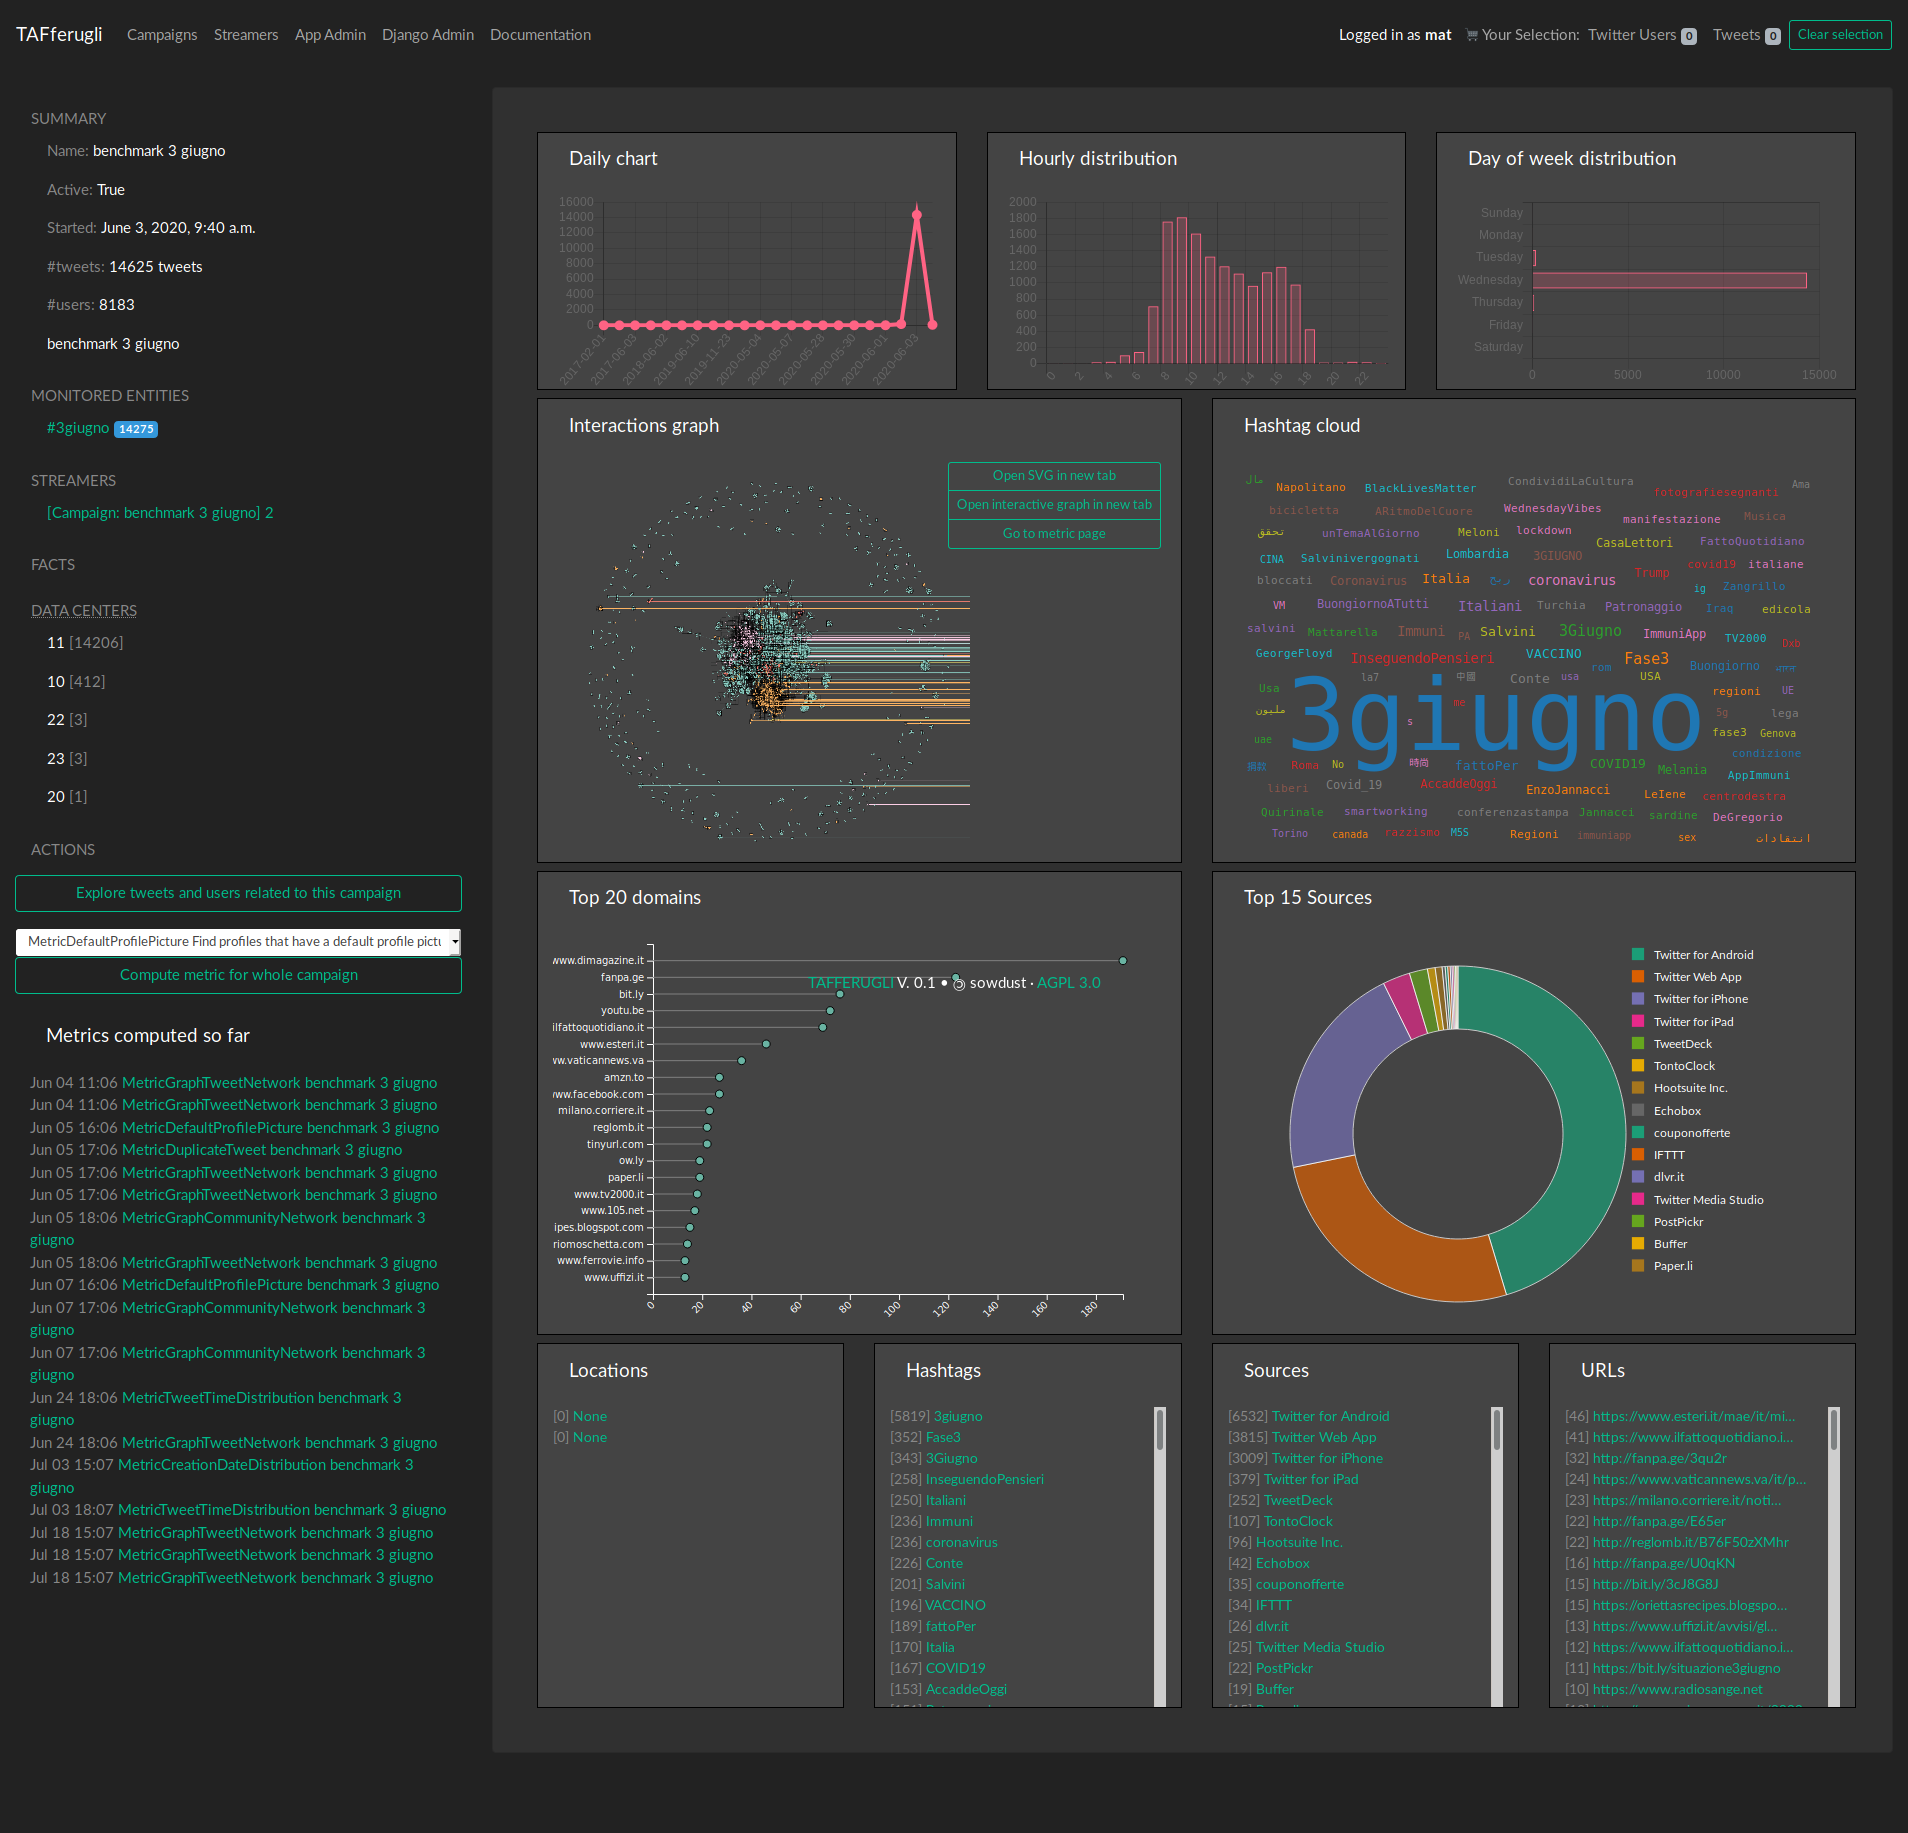 TAFferugli Campaigns Streamers App Admin Django Admin Documentation
Logged in as mat Your Selection: Twitter Users 0 Tweets 0 Clear selection
SUMMARY
Name: benchmark 3 giugno
Active: True
Started: June 3, 2020, 9:40 a.m.
#tweets: 14625 tweets
#users: 8183
benchmark 3 giugno
MONITORED ENTITIES
#3giugno 14275
STREAMERS
[Campaign: benchmark 3 giugno] 2
FACTS
DATA CENTERS
11 [14206]
10 [412]
22 [3]
23 [3]
20 [1]
ACTIONS
Explore tweets and users related to this campaign
MetricDefaultProfilePicture Find profiles that have a default profile pictu
Compute metric for whole campaign
Metrics computed so far
Jun 04 11:06 MetricGraphTweetNetwork benchmark 3 giugno
Jun 04 11:06 MetricGraphTweetNetwork benchmark 3 giugno
Jun 05 16:06 MetricDefaultProfilePicture benchmark 3 giugno
Jun 05 17:06 MetricDuplicateTweet benchmark 3 giugno
Jun 05 17:06 MetricGraphTweetNetwork benchmark 3 giugno
Jun 05 17:06 MetricGraphTweetNetwork benchmark 3 giugno
Jun 05 18:06 MetricGraphCommunityNetwork benchmark 3
giugno
Jun 05 18:06 MetricGraphTweetNetwork benchmark 3 giugno
Jun 07 16:06 MetricDefaultProfilePicture benchmark 3 giugno
Jun 07 17:06 MetricGraphCommunityNetwork benchmark 3
giugno
Jun 07 17:06 MetricGraphCommunityNetwork benchmark 3
giugno
Jun 24 18:06 MetricTweetTimeDistribution benchmark 3
giugno
Jun 24 18:06 MetricGraphTweetNetwork benchmark 3 giugno
Jul 03 15:07 MetricCreationDateDistribution benchmark 3
giugno
Jul 03 18:07 MetricTweetTimeDistribution benchmark 3 giugno
Jul 18 15:07 MetricGraphTweetNetwork benchmark 3 giugno
Jul 18 15:07 MetricGraphTweetNetwork benchmark 3 giugno
Jul 18 15:07 MetricGraphTweetNetwork benchmark 3 giugno
Daily chart
16000
14000
12000
10000
8000
6000
4000
2000
0
2017-02-01 2017-06-03 2018-06-02 2019-06-10 2019-11-23 2020-05-04 2020-05-07 2020-05-28 2020-05-30 2020-06-01 2020-06-03
Hourly distribution
2000
1800
1600
1400
1200
1000
800
600
400
200
0
0 2 4 6 8 10 12 14 16 18 20 22
Day of week distribution
Sunday
Monday
Tuesday
Wednesday
Thursday
Friday
Saturday
0 5000 10000 15000
Interactions graph
Open SVG in new tab
Open interactive graph in new tab
Go to metric page
Hashtag cloud
مال Napolitano BlackLivesMatter CondividiLaCultura fotografiesegnanti Ama
bicicletta ARitmoDelCuore WednesdayVibes manifestazione Musica
تحقق unTemaAlGiorno Meloni lockdown CasaLettori FattoQuotidiano
CINA Salvinivergognati Lombardia 3GIUGNO covid19 italiane
bloccati Coronavirus Italia coronavirus Trump ig Zangrillo
VM BuongiornoATutti Italiani Turchia Patronaggio Iraq edicola
salvini Mattarella Immuni PA Salvini 3Giugno ImmuniApp TV2000 Dxb
GeorgeFloyd InseguendoPensieri VACCINO rom Fase3 Buongiorno
Usa la7 中國 Conte usa USA regioni UE
مليون 3giugno me s 5g lega
uae fase3 Genova condizione
捐款 Roma No 時尚 fattoPer COVID19 Melania AppImmuni
liberi Covid_19 AccaddeOggi EnzoJannacci LeIene centrodestra
Quirinale smartworking conferenzastampa Jannacci sardine DeGregorio
Torino canada razzismo M5S Regioni immuniapp sex انتقادات
Top 20 domains
www.dimagazine.it
fanpa.ge
bit.ly
youtu.be
ilfattoquotidiano.it
www.esteri.it
ww.vaticannews.va
amzn.to
www.facebook.com
milano.corriere.it
reglomb.it
tinyurl.com
ow.ly
paper.li
www.tv2000.it
www.105.net
ipes.blogspot.com
riomoschetta.com
www.ferrovie.info
www.uffizi.it
0 20 40 60 80 100 120 140 160 180
TAFFERUGLI V. 0.1 • sowdust · AGPL 3.0
Top 15 Sources
Twitter for Android
Twitter Web App
Twitter for iPhone
Twitter for iPad
TweetDeck
TontoClock
Hootsuite Inc.
Echobox
couponofferte
IFTTT
dlvr.it
Twitter Media Studio
PostPickr
Buffer
Paper.li
Locations
[0] None
[0] None
Hashtags
[5819] 3giugno
[352] Fase3
[343] 3Giugno
[258] InseguendoPensieri
[250] Italiani
[236] Immuni
[236] coronavirus
[226] Conte
[201] Salvini
[196] VACCINO
[189] fattoPer
[170] Italia
[167] COVID19
[153] AccaddeOggi
Sources
[6532] Twitter for Android
[3815] Twitter Web App
[3009] Twitter for iPhone
[379] Twitter for iPad
[252] TweetDeck
[107] TontoClock
[96] Hootsuite Inc.
[42] Echobox
[35] couponofferte
[34] IFTTT
[26] dlvr.it
[25] Twitter Media Studio
[22] PostPickr
[19] Buffer
URLs
[46] https://www.esteri.it/mae/it/mi...
[41] https://www.ilfattoquotidiano.i...
[32] http://fanpa.ge/3qu2r
[24] https://www.vaticannews.va/it/p...
[23] https://milano.corriere.it/noti...
[22] http://fanpa.ge/E65er
[22] http://reglomb.it/B76F50zXMhr
[16] http://fanpa.ge/U0qKN
[15] http://bit.ly/3cJ8G8J
[15] https://oriettasrecipes.blogspo...
[13] https://www.uffizi.it/avvisi/gl...
[12] https://www.ilfattoquotidiano.i...
[11] https://bit.ly/situazione3giugno
[10] https://www.radiosange.net